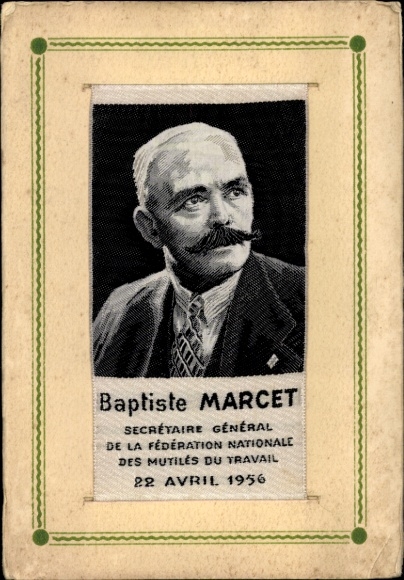 Baptiste MARCET
SECRÉTAIRE GÉNÉRAL
DE LA FÉDÉRATION NATIONALE
DES MUTILÉS DU TRAVAIL
22 AVRIL 1956